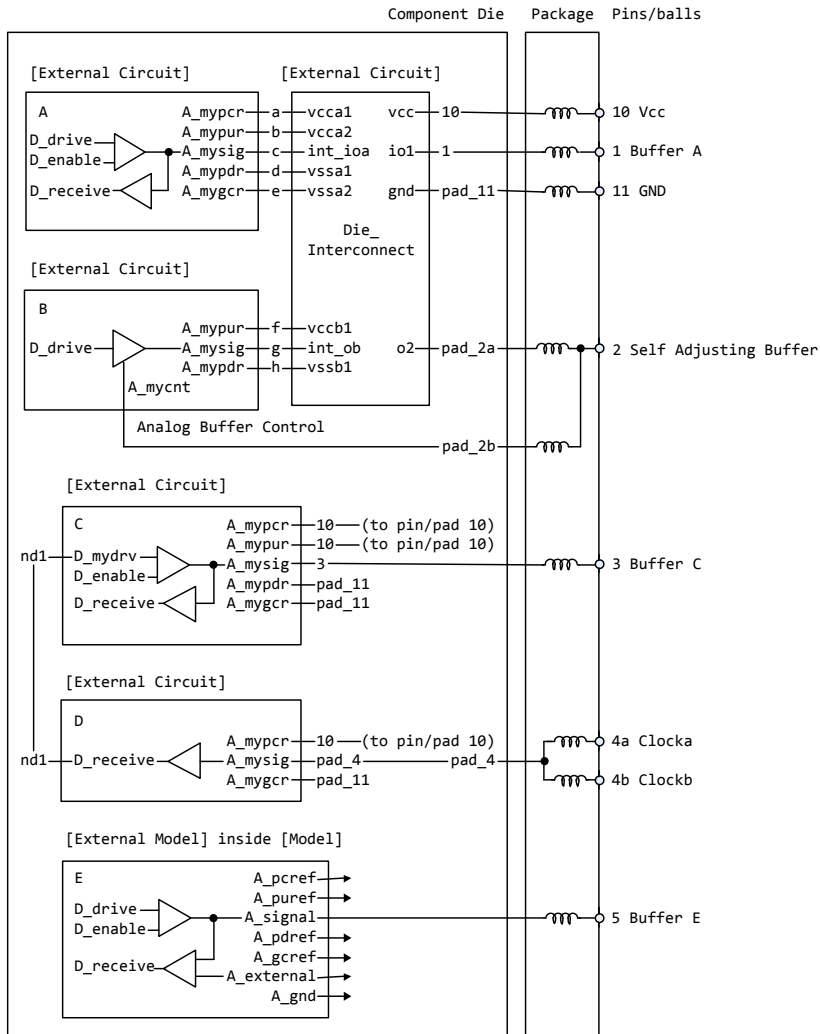 Component Die Package Pins/balls
[External Circuit] [External Circuit]
A A_mypcr a vcca1 vcc 10 10 Vcc
D_drive A_mypur b vcca2
D_enable A_mysig c int_ioa io1 1 1 Buffer A
A_mypdr d vssa1
D_receive A_mygcr e vssa2 gnd pad_11 11 GND
Die_
Interconnect
[External Circuit]
B
A_mypur f vccb1
D_drive A_mysig g int_ob o2 pad_2a 2 Self Adjusting Buffer
A_mypdr h vssb1
A_mycnt
Analog Buffer Control
pad_2b
[External Circuit]
C A_mypcr 10 (to pin/pad 10)
A_mypur 10 (to pin/pad 10)
nd1 D_mydrv A_mysig 3 3 Buffer C
D_enable A_mypdr pad_11
D_receive A_mygcr pad_11
[External Circuit]
D
A_mypcr 10 (to pin/pad 10) 4a Clocka
nd1 D_receive A_mysig pad_4 pad_4
A_mygcr pad_11 4b Clockb
[External Model] inside [Model]
E A_pcref
A_puref
D_drive A_signal 5 Buffer E
D_enable A_pdref
A_gcref
D_receive A_external
A_gnd